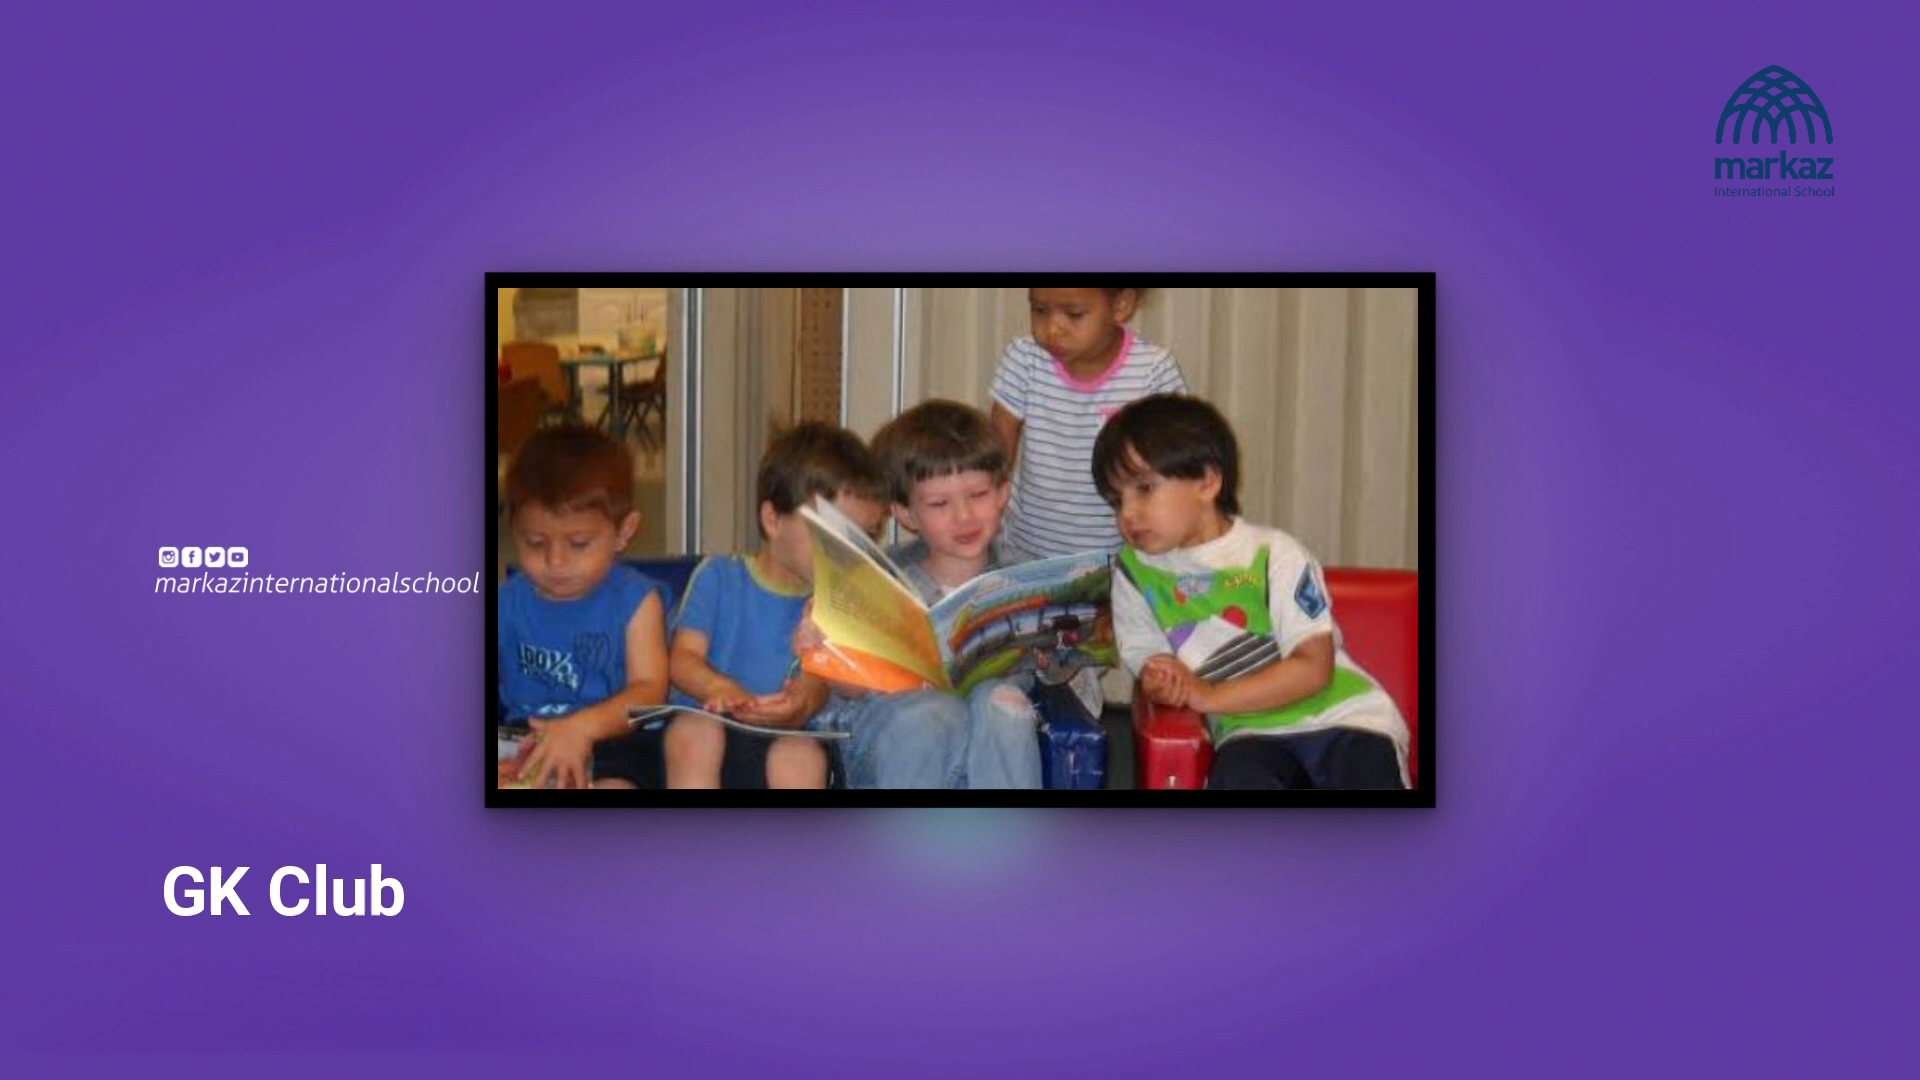 markaz
International School
markazinternationalschool
100%
GK Club